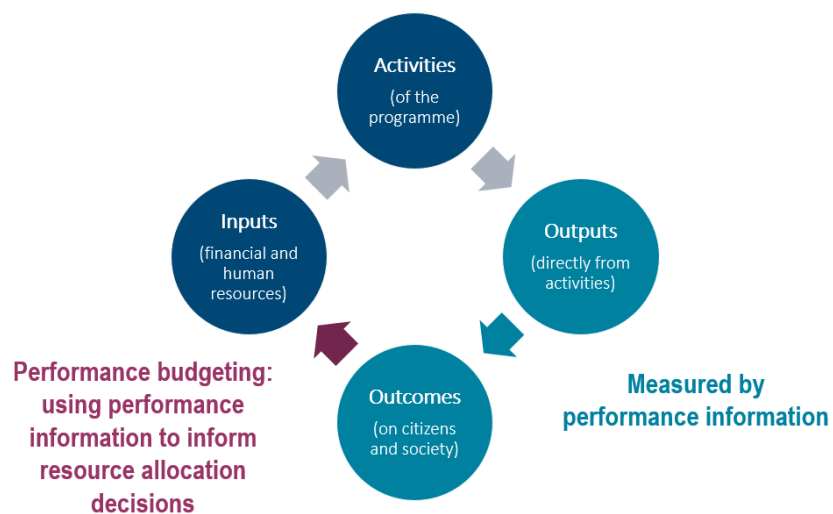 Activities
(of the
programme)
Inputs
(financial and
human
resources)
Outputs
(directly from
activities)
Performance budgeting:
using performance
information to inform
resource allocation
decisions
Outcomes
(on citizens
and society)
Measured by
performance information